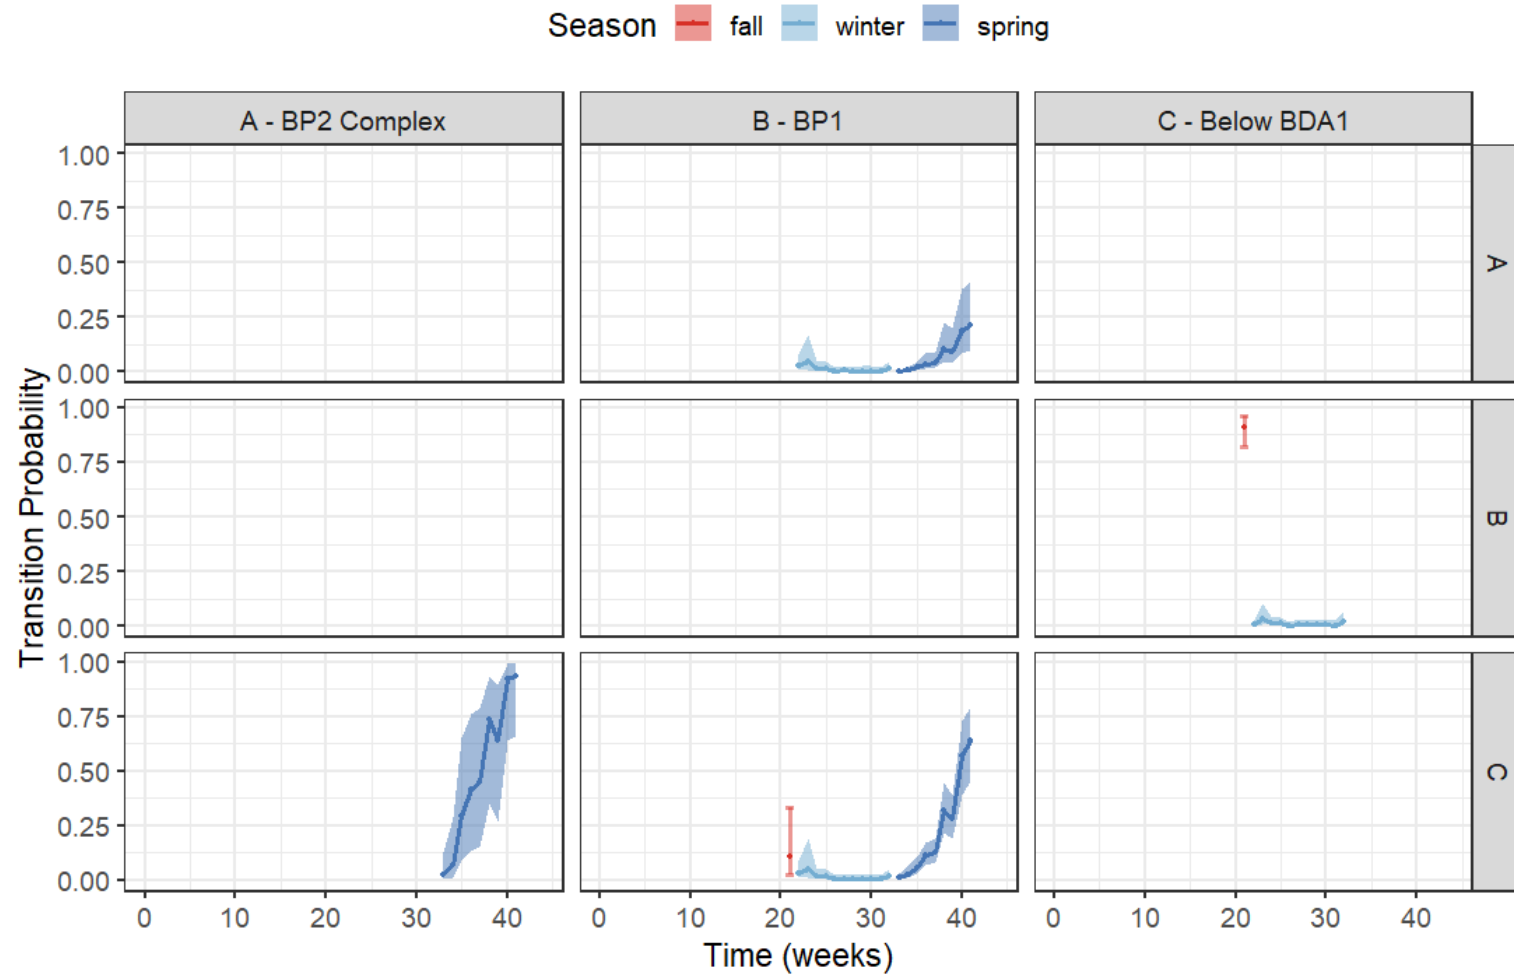 Season fall winter spring
A - BP2 Complex B - BP1 C - Below BDA1
1.00
0.75
0.50
0.25
0.00
A
1.00
0.75
0.50
0.25
0.00
B
1.00
0.75
0.50
0.25
0.00
C
Transition Probability
0 10 20 30 40 0 10 20 30 40 0 10 20 30 40
Time (weeks)